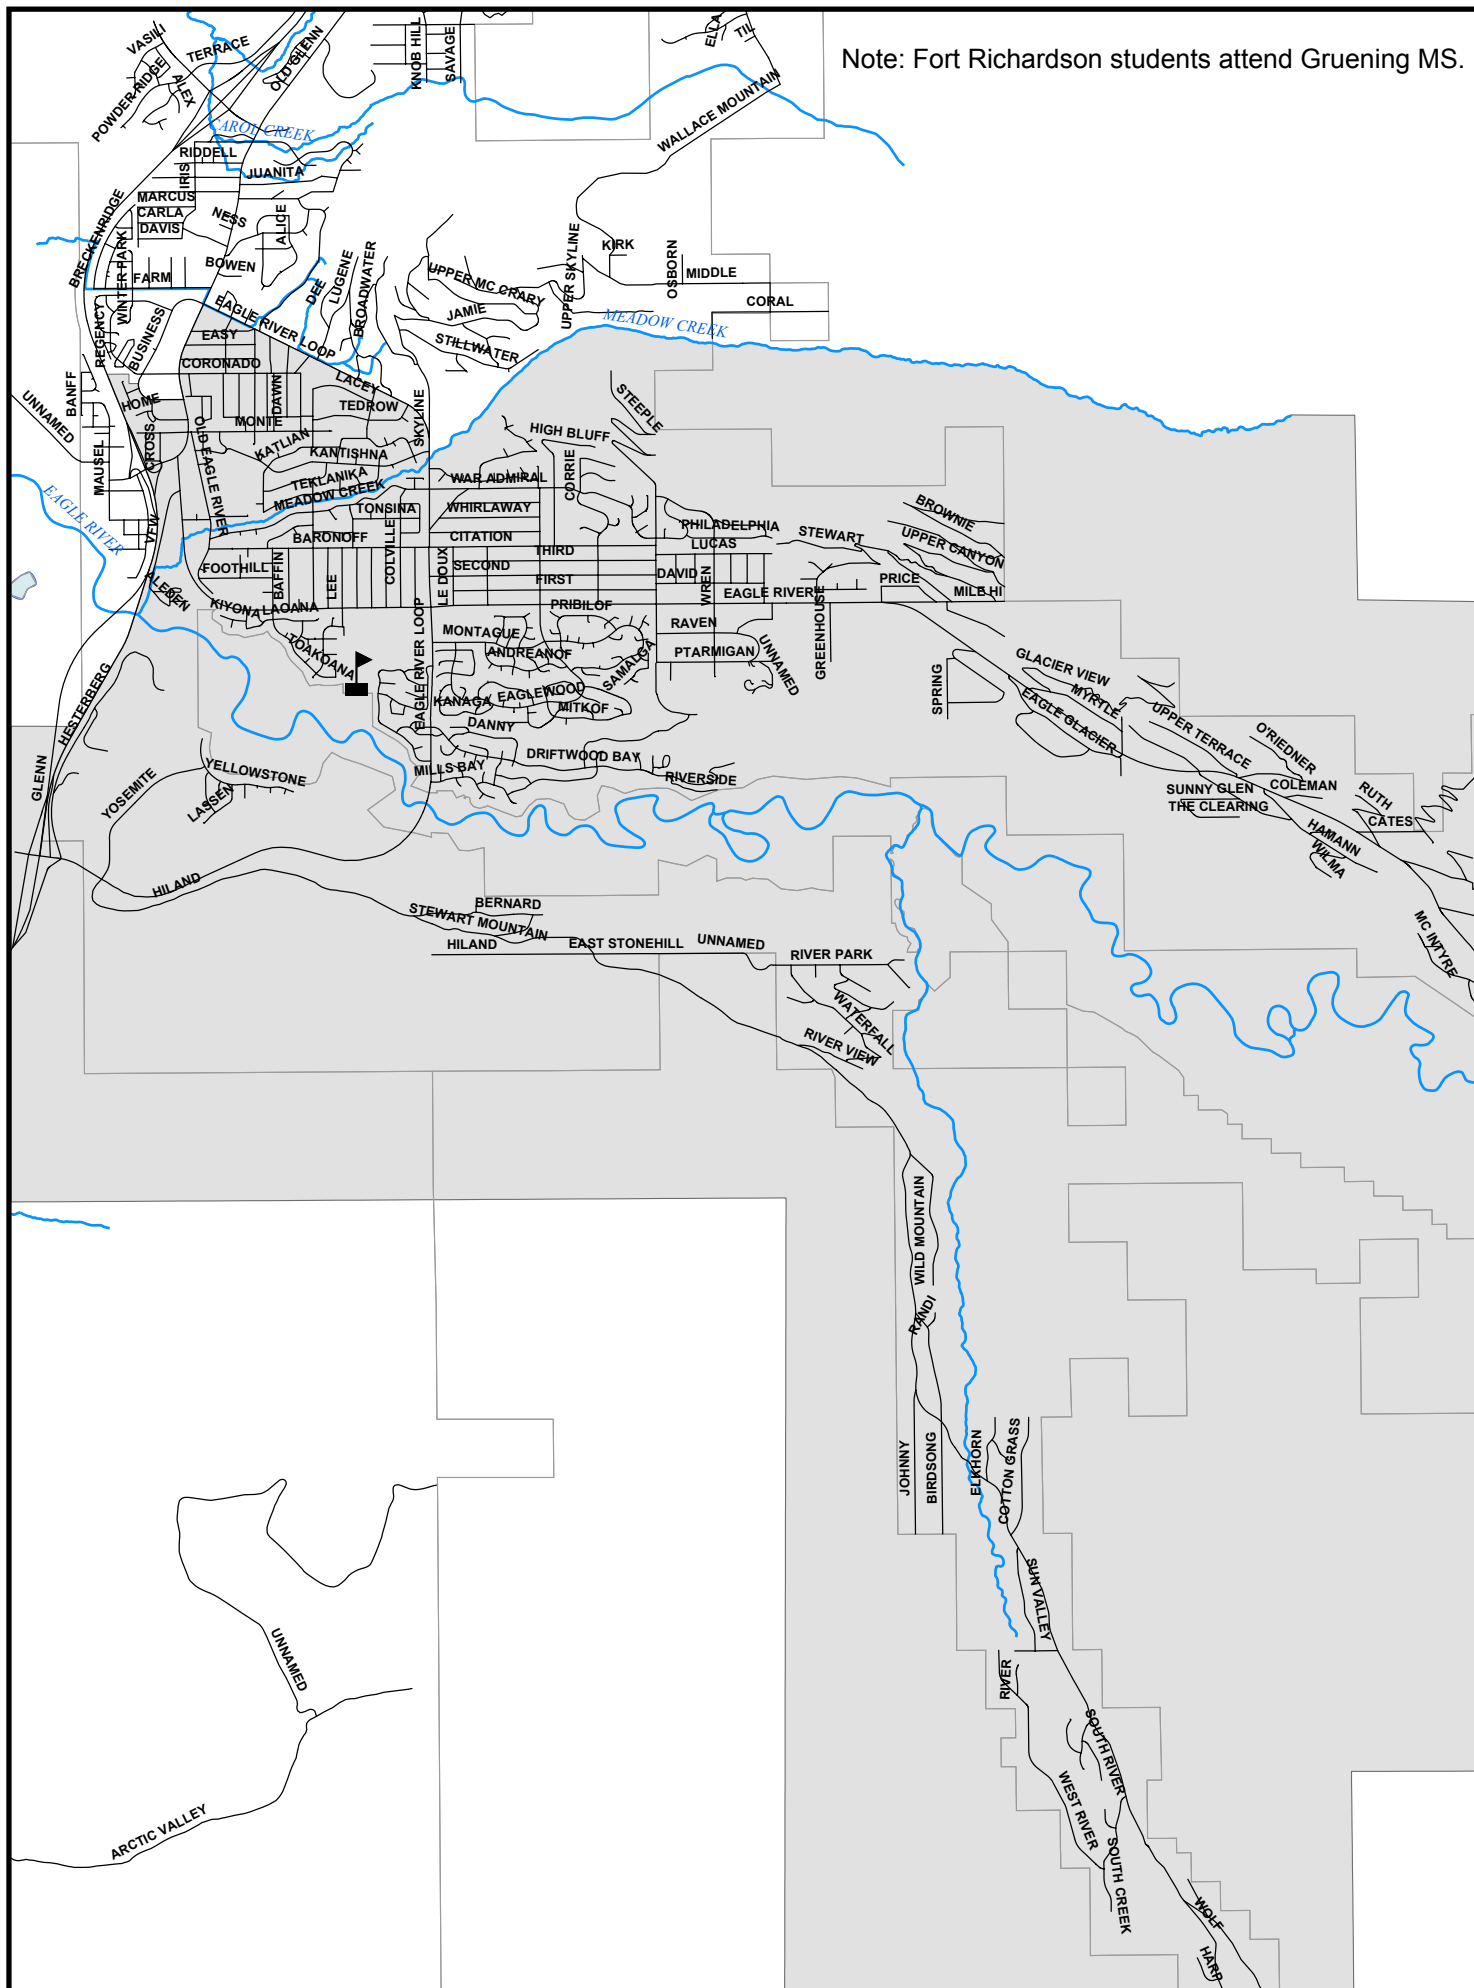 Note: Fort Richardson students attend Gruening MS.
VASILI
TERRACE
OLD GLENN
KNOB HILL
SAVAGE
ELLA
TIL
POWDER RIDGE
ALEX
WALLACE MOUNTAIN
CAROL CREEK
RIDDELL
IRIS
JUANITA
MARCUS
CARLA
DAVIS
NESS
ALICE
BRECKENRIDGE
WINTER PARK
FARM
BOWEN
DEE
LUGENE
BROADWATER
UPPER MC CRARY
UPPER SKYLINE
KIRK
OSBORN
MIDDLE
CORAL
REGENCY
BUSINESS
EAGLE RIVER LOOP
JAMIE
MEADOW CREEK
EASY
STILLWATER
CORONADO
BANFF
UNNAMED
HOME
DAWN
LACEY
TEDROW
SKYLINE
STEEPLE
MONTE
CROSS
OLD EAGLE RIVER
KATLIAN
KANTISHNA
HIGH BLUFF
CORRIE
MAUSEL
TEKLANIKA
MEADOW CREEK
WAR ADMIRAL
EAGLE RIVER
VFW
TONSINA
WHIRLAWAY
PHILADELPHIA
STEWART
BROWNIE
UPPER CANYON
BARONOFF
COLVILLE
CITATION
THIRD
LUCAS
FOOTHILL
BAFFIN
LEE
LE DOUX
SECOND
FIRST
DAVID
WREN
EAGLE RIVER
PRICE
MILE HI
ALEDEN
KIYONA
LAOANA
PRIBILOF
GREENHOUSE
EAGLE RIVER LOOP
MONTAGUE
RAVEN
TOAKOANA
ANDREANOF
SAMALGA
PTARMIGAN
UNNAMED
SPRING
GLACIER VIEW
MYRTLE
KANAGA
EAGLEWOOD
MITKOF
EAGLE GLACIER
UPPER TERRACE
O'RIEDNER
HESTERBERG
GLENN
DANNY
DRIFTWOOD BAY
MILLS BAY
RIVERSIDE
YOSEMITE
YELLOWSTONE
LASSEN
SUNNY GLEN
COLEMAN
THE CLEARING
RUTH
CATES
HAMANN
WILMA
HILAND
BERNARD
STEWART MOUNTAIN
HILAND
EAST STONEHILL
UNNAMED
RIVER PARK
MC INTYRE
WATERFALL
RIVER VIEW
WILD MOUNTAIN
RANDI
JOHNNY
BIRDSONG
ELKHORN
COTTON GRASS
SUN VALLEY
UNNAMED
RIVER
SOUTH RIVER
WEST RIVER
ARCTIC VALLEY
SOUTH CREEK
WOLF
HARP